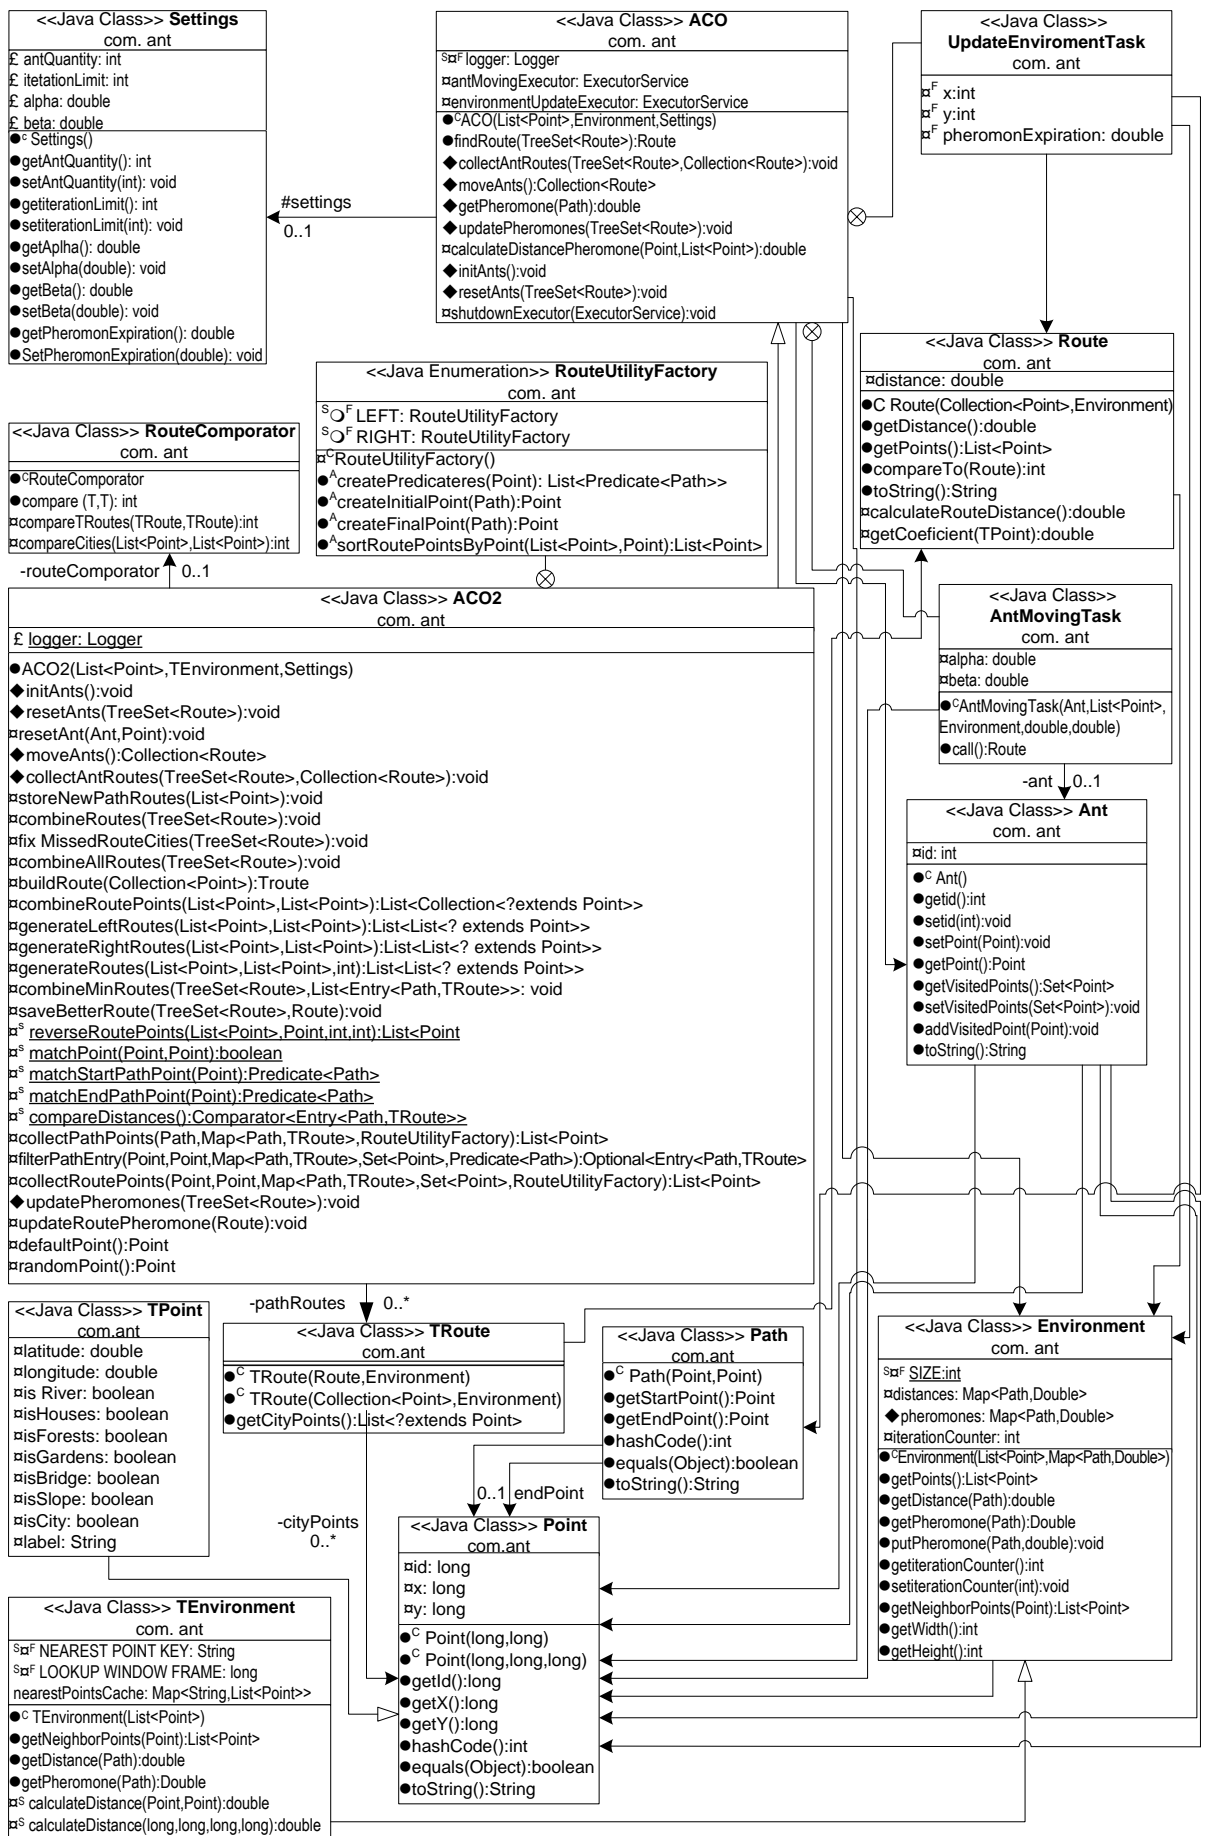 <<Java Class>> Settings
com. ant
£ antQuantity: int
£ itetationLimit: int
£ alpha: double
£ beta: double
●c Settings()
●getAntQuantity(): int
●setAntQuantity(int): void
●getiterationLimit(): int
●setiterationLimit(int): void
●getAplha(): double
●setAlpha(double): void
●getBeta(): double
●setBeta(double): void
●getPheromonExpiration(): double
●SetPheromonExpiration(double): void
#settings
0..1
<<Java Class>> ACO
com. ant
S¤F logger: Logger
¤antMovingExecutor: ExecutorService
¤environmentUpdateExecutor: ExecutorService
●CACO(List<Point>,Environment,Settings)
●findRoute(TreeSet<Route>):Route
◆collectAntRoutes(TreeSet<Route>,Collection<Route>):void
◆moveAnts():Collection<Route>
◆getPheromone(Path):double
◆updatePheromones(TreeSet<Route>):void
¤calculateDistancePheromone(Point,List<Point>):double
◆initAnts():void
◆resetAnts(TreeSet<Route>):void
¤shutdownExecutor(ExecutorService):void
<<Java Class>>
UpdateEnviromentTask
com. ant
¤F x:int
¤F y:int
¤F pheromonExpiration: double
<<Java Class>> Route
com. ant
¤distance: double
●C Route(Collection<Point>,Environment)
●getDistance():double
●getPoints():List<Point>
●compareTo(Route):int
●toString():String
¤calculateRouteDistance():double
¤getCoeficient(TPoint):double
<<Java Enumeration>> RouteUtilityFactory
com. ant
S○F LEFT: RouteUtilityFactory
S○F RIGHT: RouteUtilityFactory
¤CRouteUtilityFactory()
●AcreatePredicateres(Point): List<Predicate<Path>>
●AcreateInitialPoint(Path):Point
●AcreateFinalPoint(Path):Point
●AsortRoutePointsByPoint(List<Point>,Point):List<Point>
<<Java Class>> RouteComporator
com. ant
●CRouteComporator
●compare (T,T): int
¤compareTRoutes(TRoute,TRoute):int
¤compareCities(List<Point>,List<Point>):int
-routeComporator
0..1
<<Java Class>> ACO2
com. ant
£ logger: Logger
●ACO2(List<Point>,TEnvironment,Settings)
◆initAnts():void
◆resetAnts(TreeSet<Route>):void
¤resetAnt(Ant,Point):void
◆moveAnts():Collection<Route>
◆collectAntRoutes(TreeSet<Route>,Collection<Route>):void
¤storeNewPathRoutes(List<Point>):void
¤combineRoutes(TreeSet<Route>):void
¤fix MissedRouteCities(TreeSet<Route>):void
¤combineAllRoutes(TreeSet<Route>):void
¤buildRoute(Collection<Point>):Troute
¤combineRoutePoints(List<Point>,List<Point>):List<Collection<?extends Point>>
¤generateLeftRoutes(List<Point>,List<Point>):List<List<? extends Point>>
¤generateRightRoutes(List<Point>,List<Point>):List<List<? extends Point>>
¤generateRoutes(List<Point>,List<Point>,int):List<List<? extends Point>>
¤combineMinRoutes(TreeSet<Route>,List<Entry<Path,TRoute>>: void
¤saveBetterRoute(TreeSet<Route>,Route):void
¤s reverseRoutePoints(List<Point>,Point,int,int):List<Point
¤s matchPoint(Point,Point):boolean
¤s matchStartPathPoint(Point):Predicate<Path>
¤s matchEndPathPoint(Point):Predicate<Path>
¤s compareDistances():Comparator<Entry<Path,TRoute>>
¤collectPathPoints(Path,Map<Path,TRoute>,RouteUtilityFactory):List<Point>
¤filterPathEntry(Point,Point,Map<Path,TRoute>,Set<Point>,Predicate<Path>):Optional<Entry<Path,TRoute>
¤collectRoutePoints(Point,Point,Map<Path,TRoute>,Set<Point>,RouteUtilityFactory):List<Point>
◆updatePheromones(TreeSet<Route>):void
¤updateRoutePheromone(Route):void
¤defaultPoint():Point
¤randomPoint():Point
<<Java Class>>
AntMovingTask
com. ant
¤alpha: double
¤beta: double
●CAntMovingTask(Ant,List<Point>,
Environment,double,double)
●call():Route
-ant
0..1
<<Java Class>> Ant
com. ant
¤id: int
●C Ant()
●getid():int
●setid(int):void
●setPoint(Point):void
●getPoint():Point
●getVisitedPoints():Set<Point>
●setVisitedPoints(Set<Point>):void
●addVisitedPoint(Point):void
●toString():String
-pathRoutes
0..*
<<Java Class>> TPoint
com.ant
¤latitude: double
¤longitude: double
¤is River: boolean
¤isHouses: boolean
¤isForests: boolean
¤isGardens: boolean
¤isBridge: boolean
¤isSlope: boolean
¤isCity: boolean
¤label: String
<<Java Class>> TRoute
com.ant
●C TRoute(Route,Environment)
●C TRoute(Collection<Point>,Environment)
●getCityPoints():List<?extends Point>
<<Java Class>> Path
com.ant
●C Path(Point,Point)
●getStartPoint():Point
●getEndPoint():Point
●hashCode():int
●equals(Object):boolean
●toString():String
<<Java Class>> Environment
com. ant
S¤F SIZE:int
¤distances: Map<Path,Double>
◆pheromones: Map<Path,Double>
¤iterationCounter: int
●CEnvironment(List<Point>,Map<Path,Double>)
●getPoints():List<Point>
●getDistance(Path):double
●getPheromone(Path):Double
●putPheromone(Path,double):void
●getiterationCounter():int
●setiterationCounter(int):void
●getNeighborPoints(Point):List<Point>
●getWidth():int
●getHeight():int
0..1
endPoint
-cityPoints
0..*
<<Java Class>> Point
com.ant
¤id: long
¤x: long
¤y: long
●C Point(long,long)
●C Point(long,long,long)
●getId():long
●getX():long
●getY():long
●hashCode():int
●equals(Object):boolean
●toString():String
<<Java Class>> TEnvironment
com. ant
S¤F NEAREST POINT KEY: String
S¤F LOOKUP WINDOW FRAME: long
nearestPointsCache: Map<String,List<Point>>
●C TEnvironment(List<Point>)
●getNeighborPoints(Point):List<Point>
●getDistance(Path):double
●getPheromone(Path):Double
¤S calculateDistance(Point,Point):double
¤S calculateDistance(long,long,long,long):double